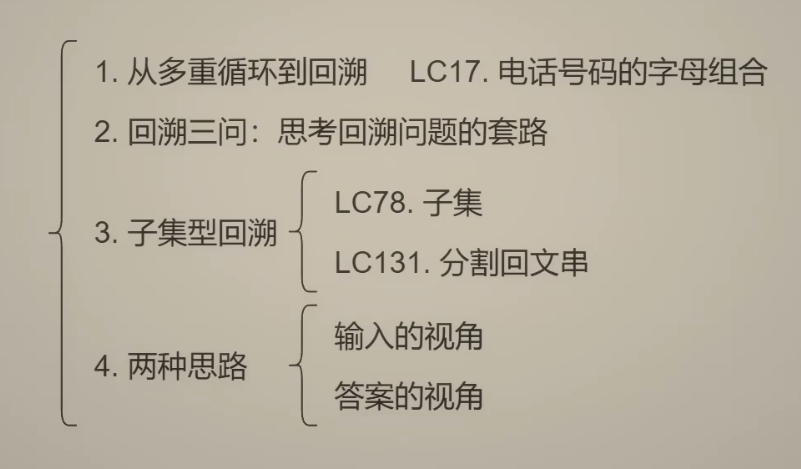 1. 从多重循环到回溯 LC17. 电话号码的字母组合
2. 回溯三问：思考回溯问题的套路
3. 子集型回溯
LC78. 子集
LC131. 分割回文串
4. 两种思路
输入的视角
答案的视角